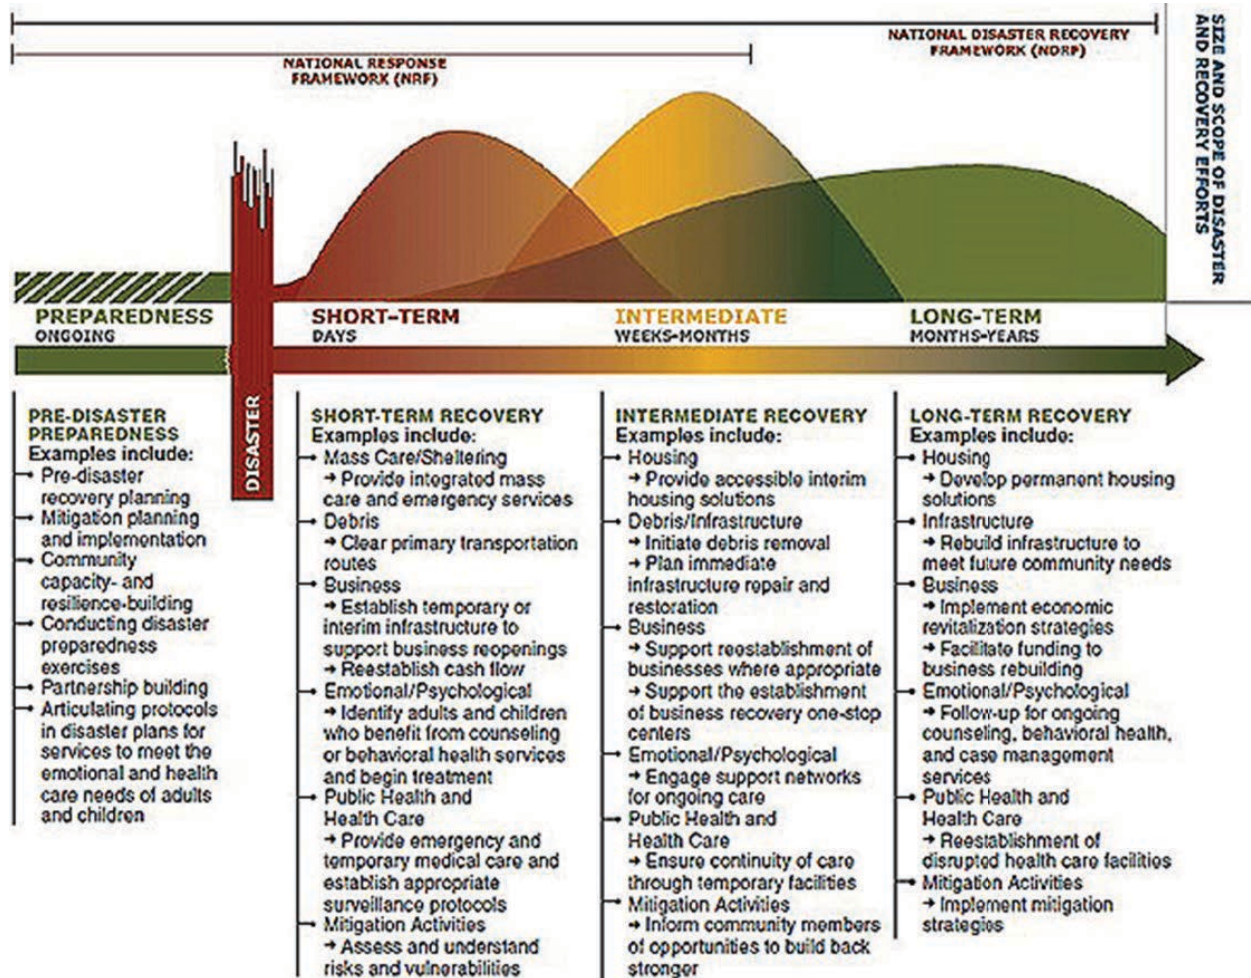 NATIONAL DISASTER RECOVERY
FRAMEWORK (NDRF)
NATIONAL RESPONSE
FRAMEWORK (NRF)
SIZE AND SCOPE OF DISASTER
AND RECOVERY EFFORTS
PREPAREDNESS
ONGOING
SHORT-TERM
DAYS
INTERMEDIATE
WEEKS-MONTHS
LONG-TERM
MONTHS-YEARS
DISASTER
PRE-DISASTER
PREPAREDNESS
Examples include:
Pre-disaster
recovery planning
Mitigation planning
and implementation
Community
capacity- and
resilience-building
Conducting disaster
preparedness
exercises
Partnership building
Articulating protocols
in disaster plans for
services to meet the
emotional and health
care needs of adults
and children
SHORT-TERM RECOVERY
Examples include:
Mass Care/Sheltering
➔ Provide integrated mass
care and emergency services
Debris
➔ Clear primary transportation
routes
Business
➔ Establish temporary or
interim infrastructure to
support business reopenings
➔ Reestablish cash flow
Emotional/Psychological
➔ Identify adults and children
who benefit from counseling
or behavioral health services
and begin treatment
Public Health and
Health Care
➔ Provide emergency and
temporary medical care and
establish appropriate
surveillance protocols
Mitigation Activities
➔ Assess and understand
risks and vulnerabilities
INTERMEDIATE RECOVERY
Examples include:
Housing
➔ Provide accessible interim
housing solutions
Debris/Infrastructure
➔ Initiate debris removal
➔ Plan immediate
infrastructure repair and
restoration
Business
➔ Support reestablishment of
businesses where appropriate
➔ Support the establishment
of business recovery one-stop
centers
Emotional/Psychological
➔ Engage support networks
for ongoing care
Public Health and
Health Care
➔ Ensure continuity of care
through temporary facilities
Mitigation Activities
➔ Inform community members
of opportunities to build back
stronger
LONG-TERM RECOVERY
Examples include:
Housing
➔ Develop permanent housing
solutions
Infrastructure
➔ Rebuild infrastructure to
meet future community needs
Business
➔ Implement economic
revitalization strategies
➔ Facilitate funding to
business rebuilding
Emotional/Psychological
➔ Follow-up for ongoing
counseling, behavioral health,
and case management
services
Public Health and
Health Care
➔ Reestablishment of
disrupted health care facilities
Mitigation Activities
➔ Implement mitigation
strategies